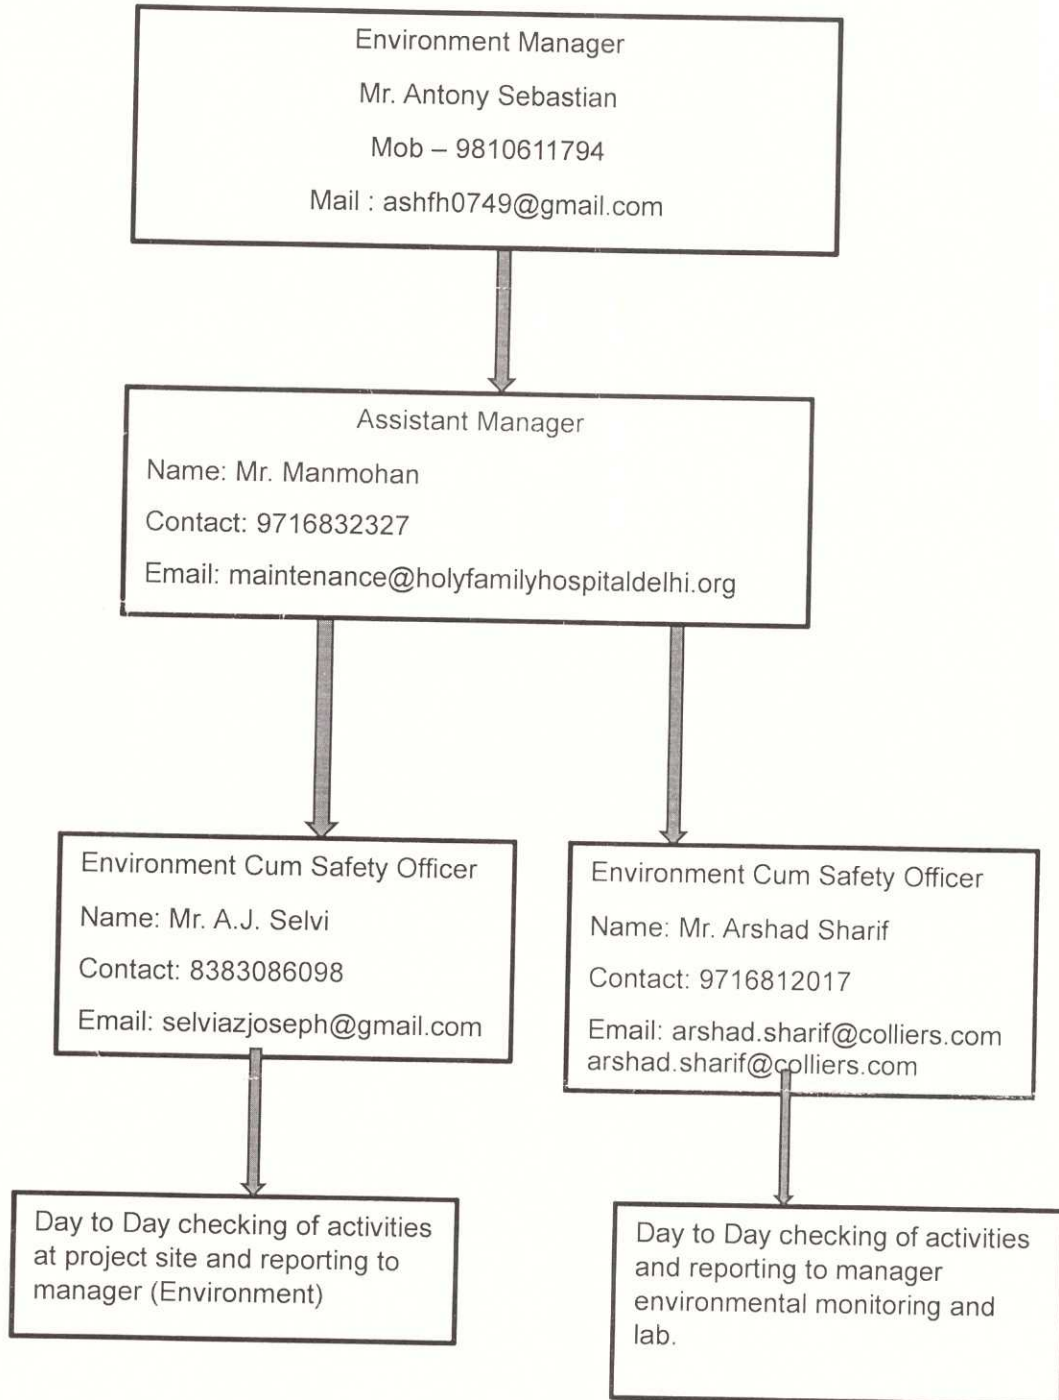 Environment Manager
Mr. Antony Sebastian
Mob – 9810611794
Mail : ashfh0749@gmail.com
Assistant Manager
Name: Mr. Manmohan
Contact: 9716832327
Email: maintenance@holyfamilyhospitaldelhi.org
Environment Cum Safety Officer
Name: Mr. A.J. Selvi
Contact: 8383086098
Email: selviazjoseph@gmail.com
Environment Cum Safety Officer
Name: Mr. Arshad Sharif
Contact: 9716812017
Email: arshad.sharif@colliers.com
arshad.sharif@colliers.com
Day to Day checking of activities
at project site and reporting to
manager (Environment)
Day to Day checking of activities
and reporting to manager
environmental monitoring and
lab.